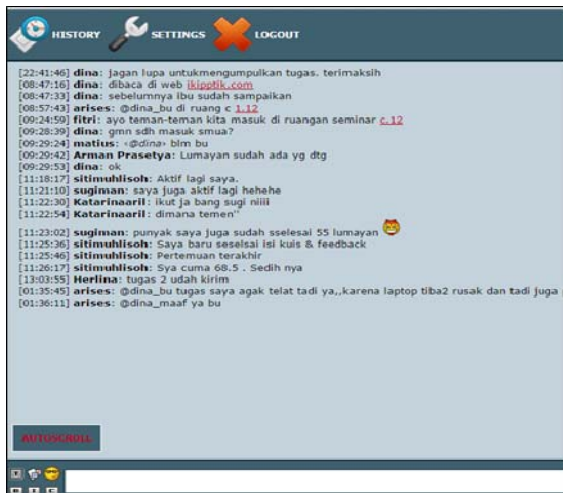 HISTORY SETTINGS LOGOUT
[22:41:46] dina: jagan lupa untukmengumpulkan tugas. terimaksih
[08:47:16] dina: dibaca di web ikipptik.com
[08:47:33] dina: sebelumnya ibu sudah sampaikan
[08:57:43] arises: @dina_bu di ruang c 1.12
[09:24:59] fitri: ayo teman-teman kita masuk di ruangan seminar c.12
[09:28:39] dina: gmn sdh masuk smua?
[09:29:24] matius: <@dina> blm bu
[09:29:42] Arman Prasetya: Lumayan sudah ada yg dtg
[09:29:53] dina: ok
[11:18:17] sitimuhlisoh: Aktif lagi saya.
[11:21:10] sugiman: saya juga aktif lagi hehehe
[11:22:30] Katarinaaril: ikut ja bang sugi niiii
[11:22:54] Katarinaaril: dimana temen"
[11:23:02] sugiman: punyak saya juga sudah sselesai 55 lumayan
[11:25:36] sitimuhlisoh: Saya baru seselsai isi kuis & feedback
[11:25:46] sitimuhlisoh: Pertemuan terakhir
[11:26:17] sitimuhlisoh: Sya cuma 68.5 . Sedih nya
[13:03:55] Herlina: tugas 2 udah kirim
[01:35:45] arises: @dina_bu tugas saya agak telat tadi ya,,karena laptop tiba2 rusak dan tadi juga
[01:36:11] arises: @dina_maaf ya bu
AUTOSCROLL